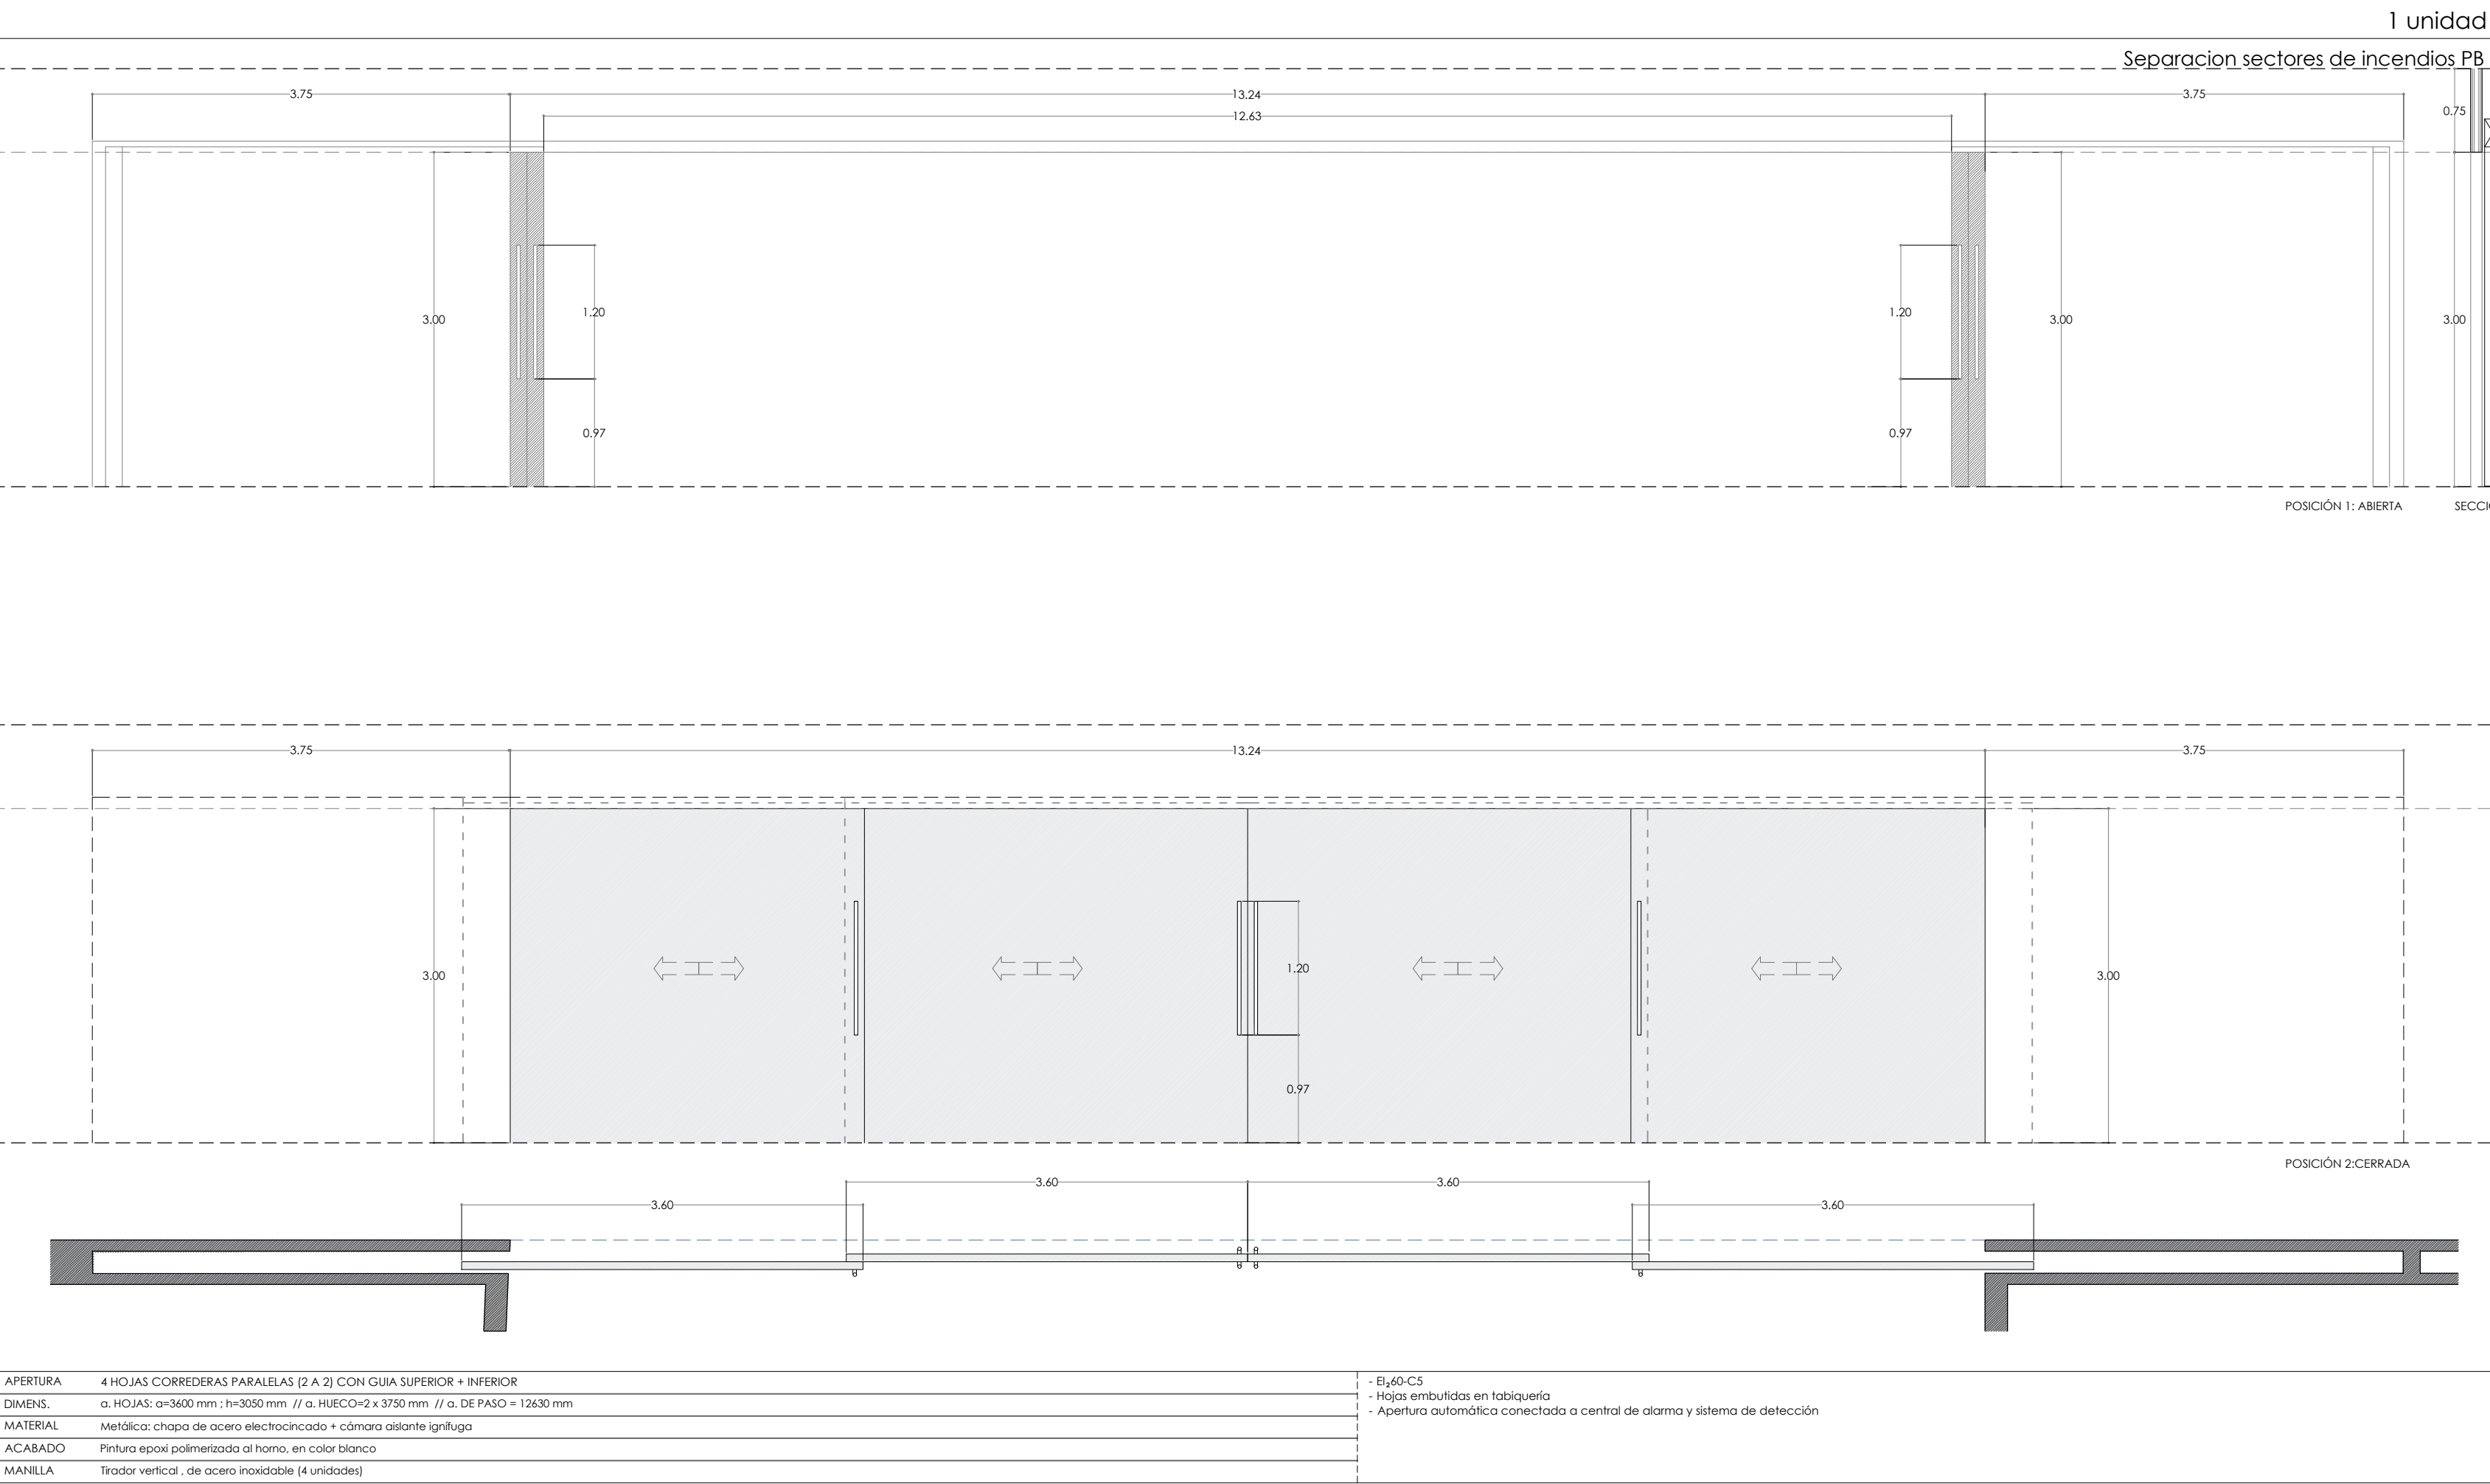 1 unidad
Separacion sectores de incendios PB
3.75
13.24
3.75
0.75
12.63
3.00
1.20
1.20
3.00
3.00
0.97
0.97
POSICIÓN 1: ABIERTA
3.75
13.24
3.75
3.00
1.20
3.00
0.97
POSICIÓN 2:CERRADA
3.60
3.60
3.60
3.60
APERTURA 4 HOJAS CORREDERAS PARALELAS (2 A 2) CON GUIA SUPERIOR + INFERIOR
DIMENS. a. HOJAS: a=3600 mm ; h=3050 mm // a. HUECO=2 x 3750 mm // a. DE PASO = 12630 mm
MATERIAL Metálica: chapa de acero electrocincado + cámara aislante ignífuga
ACABADO Pintura epoxi polimerizada al horno, en color blanco
MANILLA Tirador vertical , de acero inoxidable (4 unidades)
- EI₂60-C5
- Hojas embutidas en tabiquería
- Apertura automática conectada a central de alarma y sistema de detección